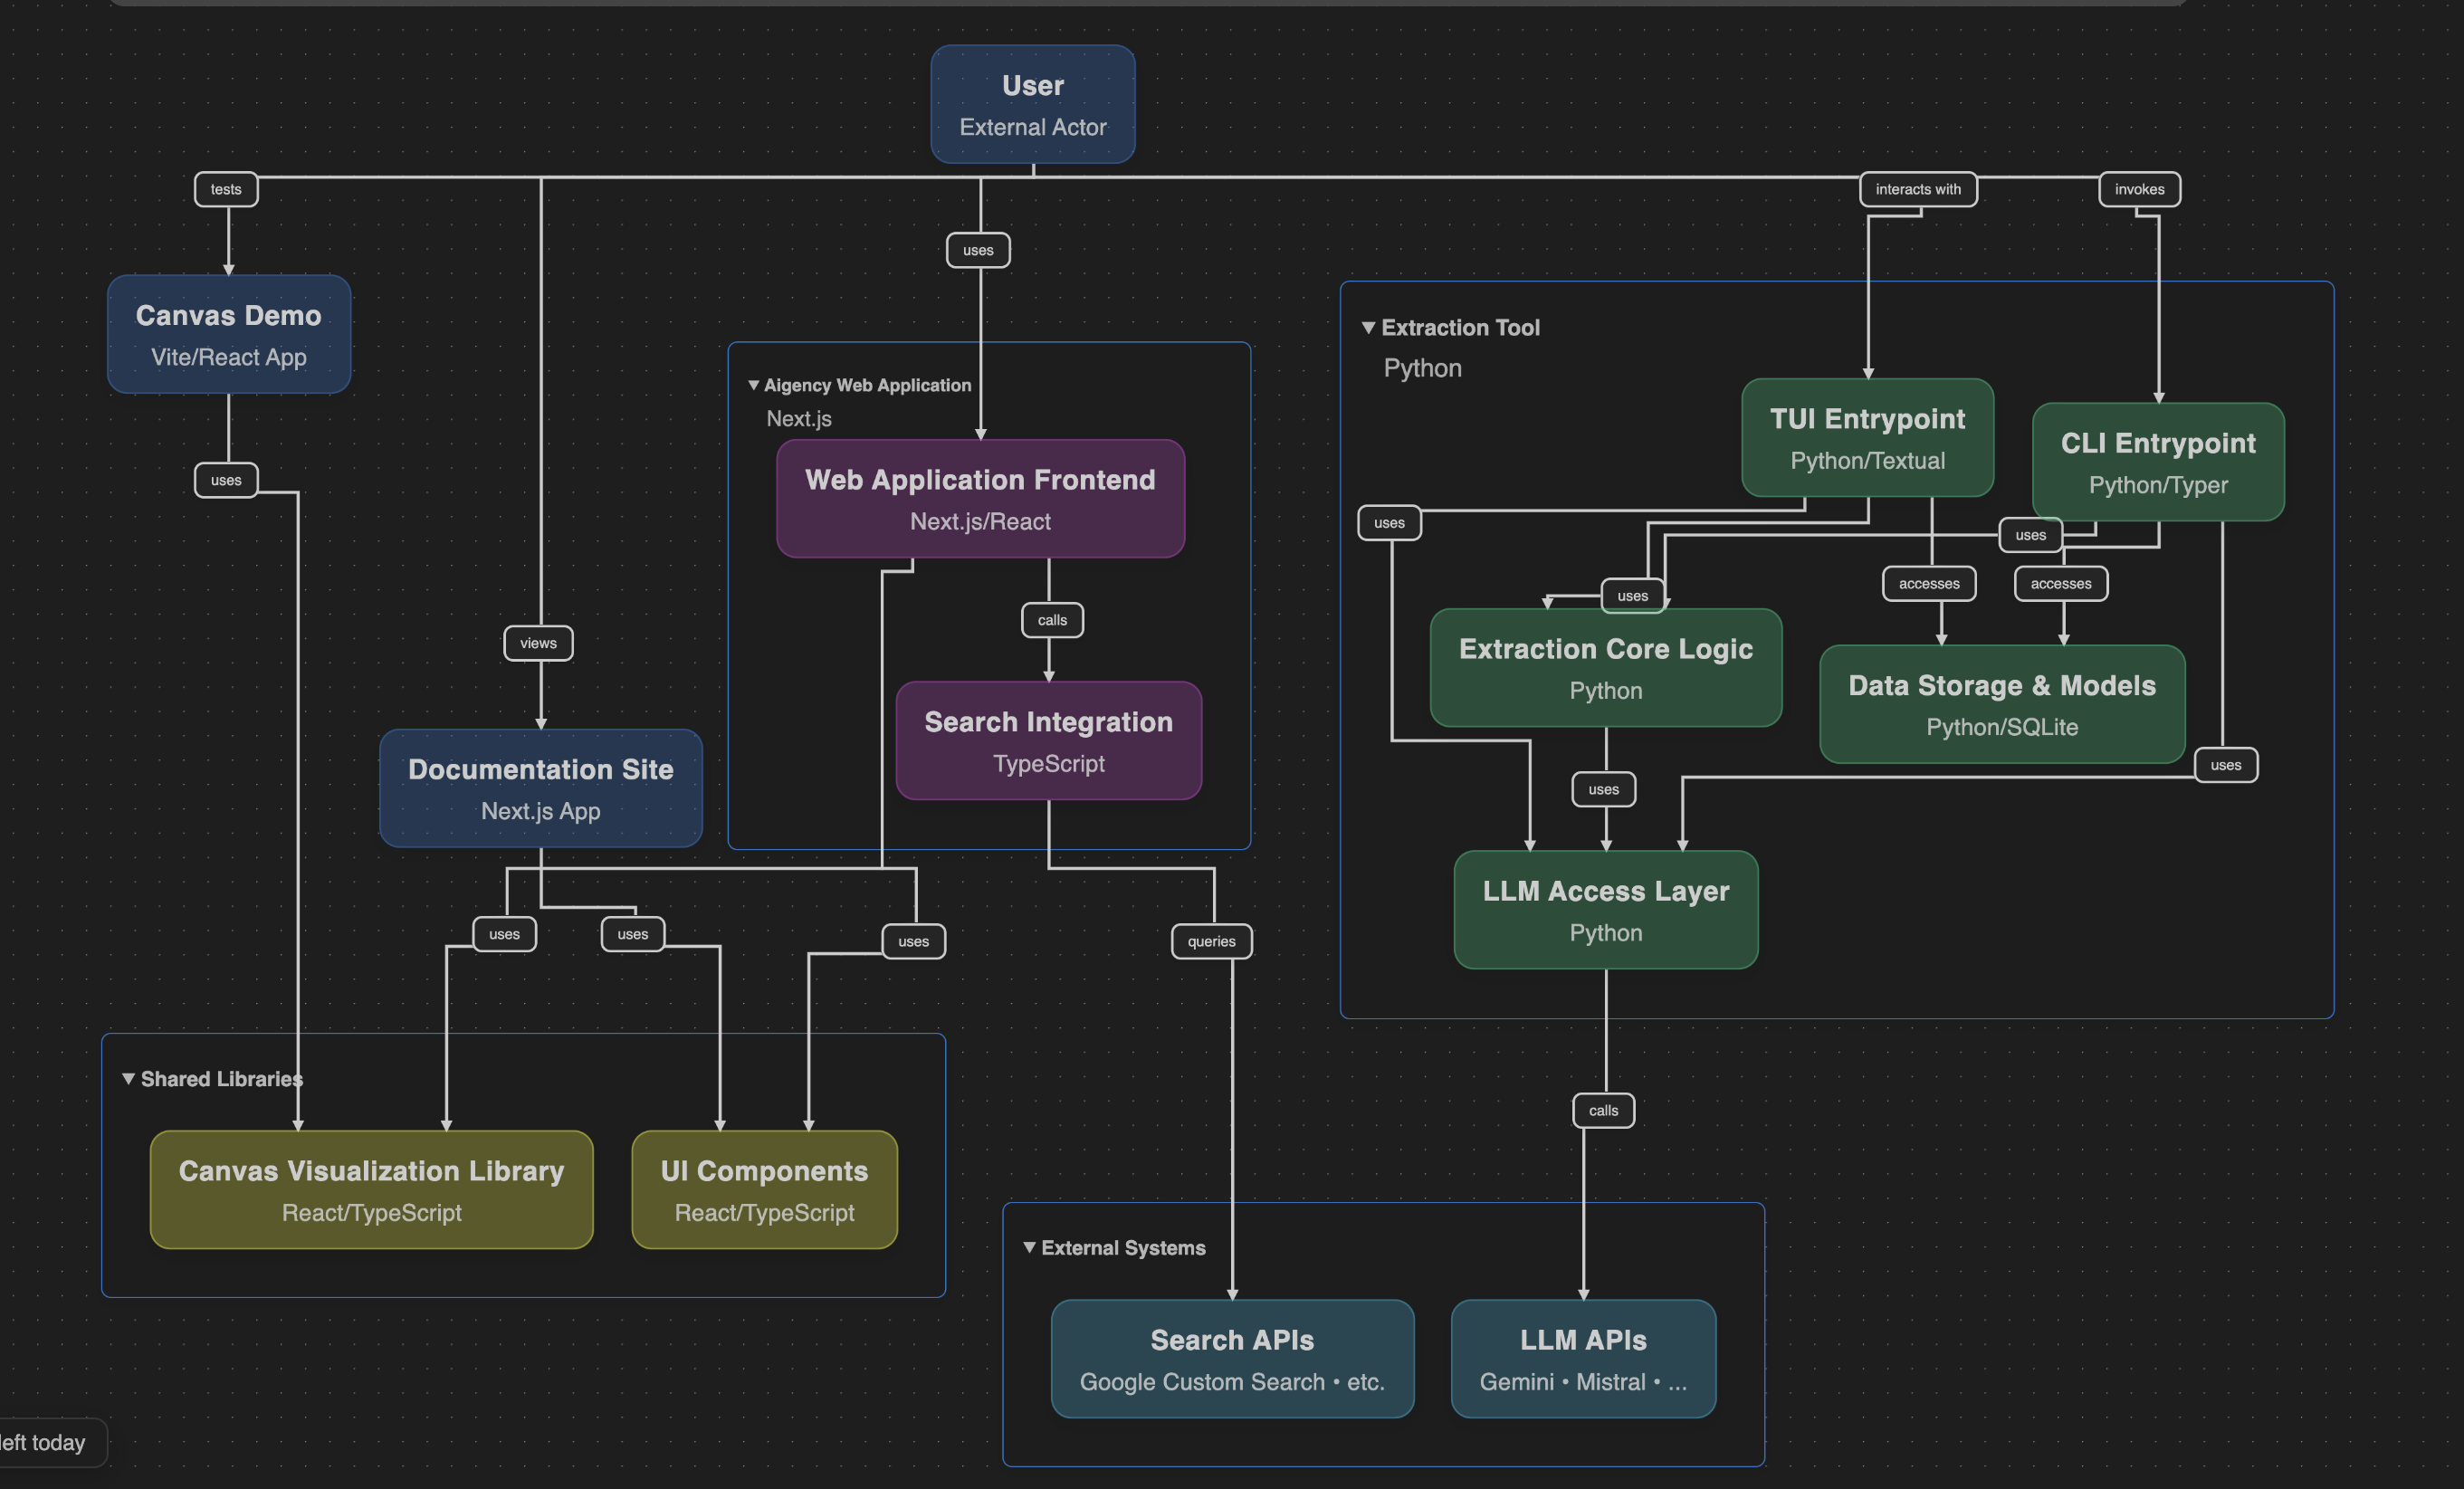 User
External Actor
tests
interacts with
invokes
uses
Canvas Demo
Vite/React App
uses
▼ Aigency Web Application
Next.js
Web Application Frontend
Next.js/React
calls
Search Integration
TypeScript
views
Documentation Site
Next.js App
uses
uses
uses
queries
▼ Extraction Tool
Python
TUI Entrypoint
Python/Textual
CLI Entrypoint
Python/Typer
uses
uses
uses
accesses
accesses
Extraction Core Logic
Python
Data Storage & Models
Python/SQLite
uses
uses
LLM Access Layer
Python
calls
▼ Shared Libraries
Canvas Visualization Library
React/TypeScript
UI Components
React/TypeScript
▼ External Systems
Search APIs
Google Custom Search • etc.
LLM APIs
Gemini • Mistral • ...
left today